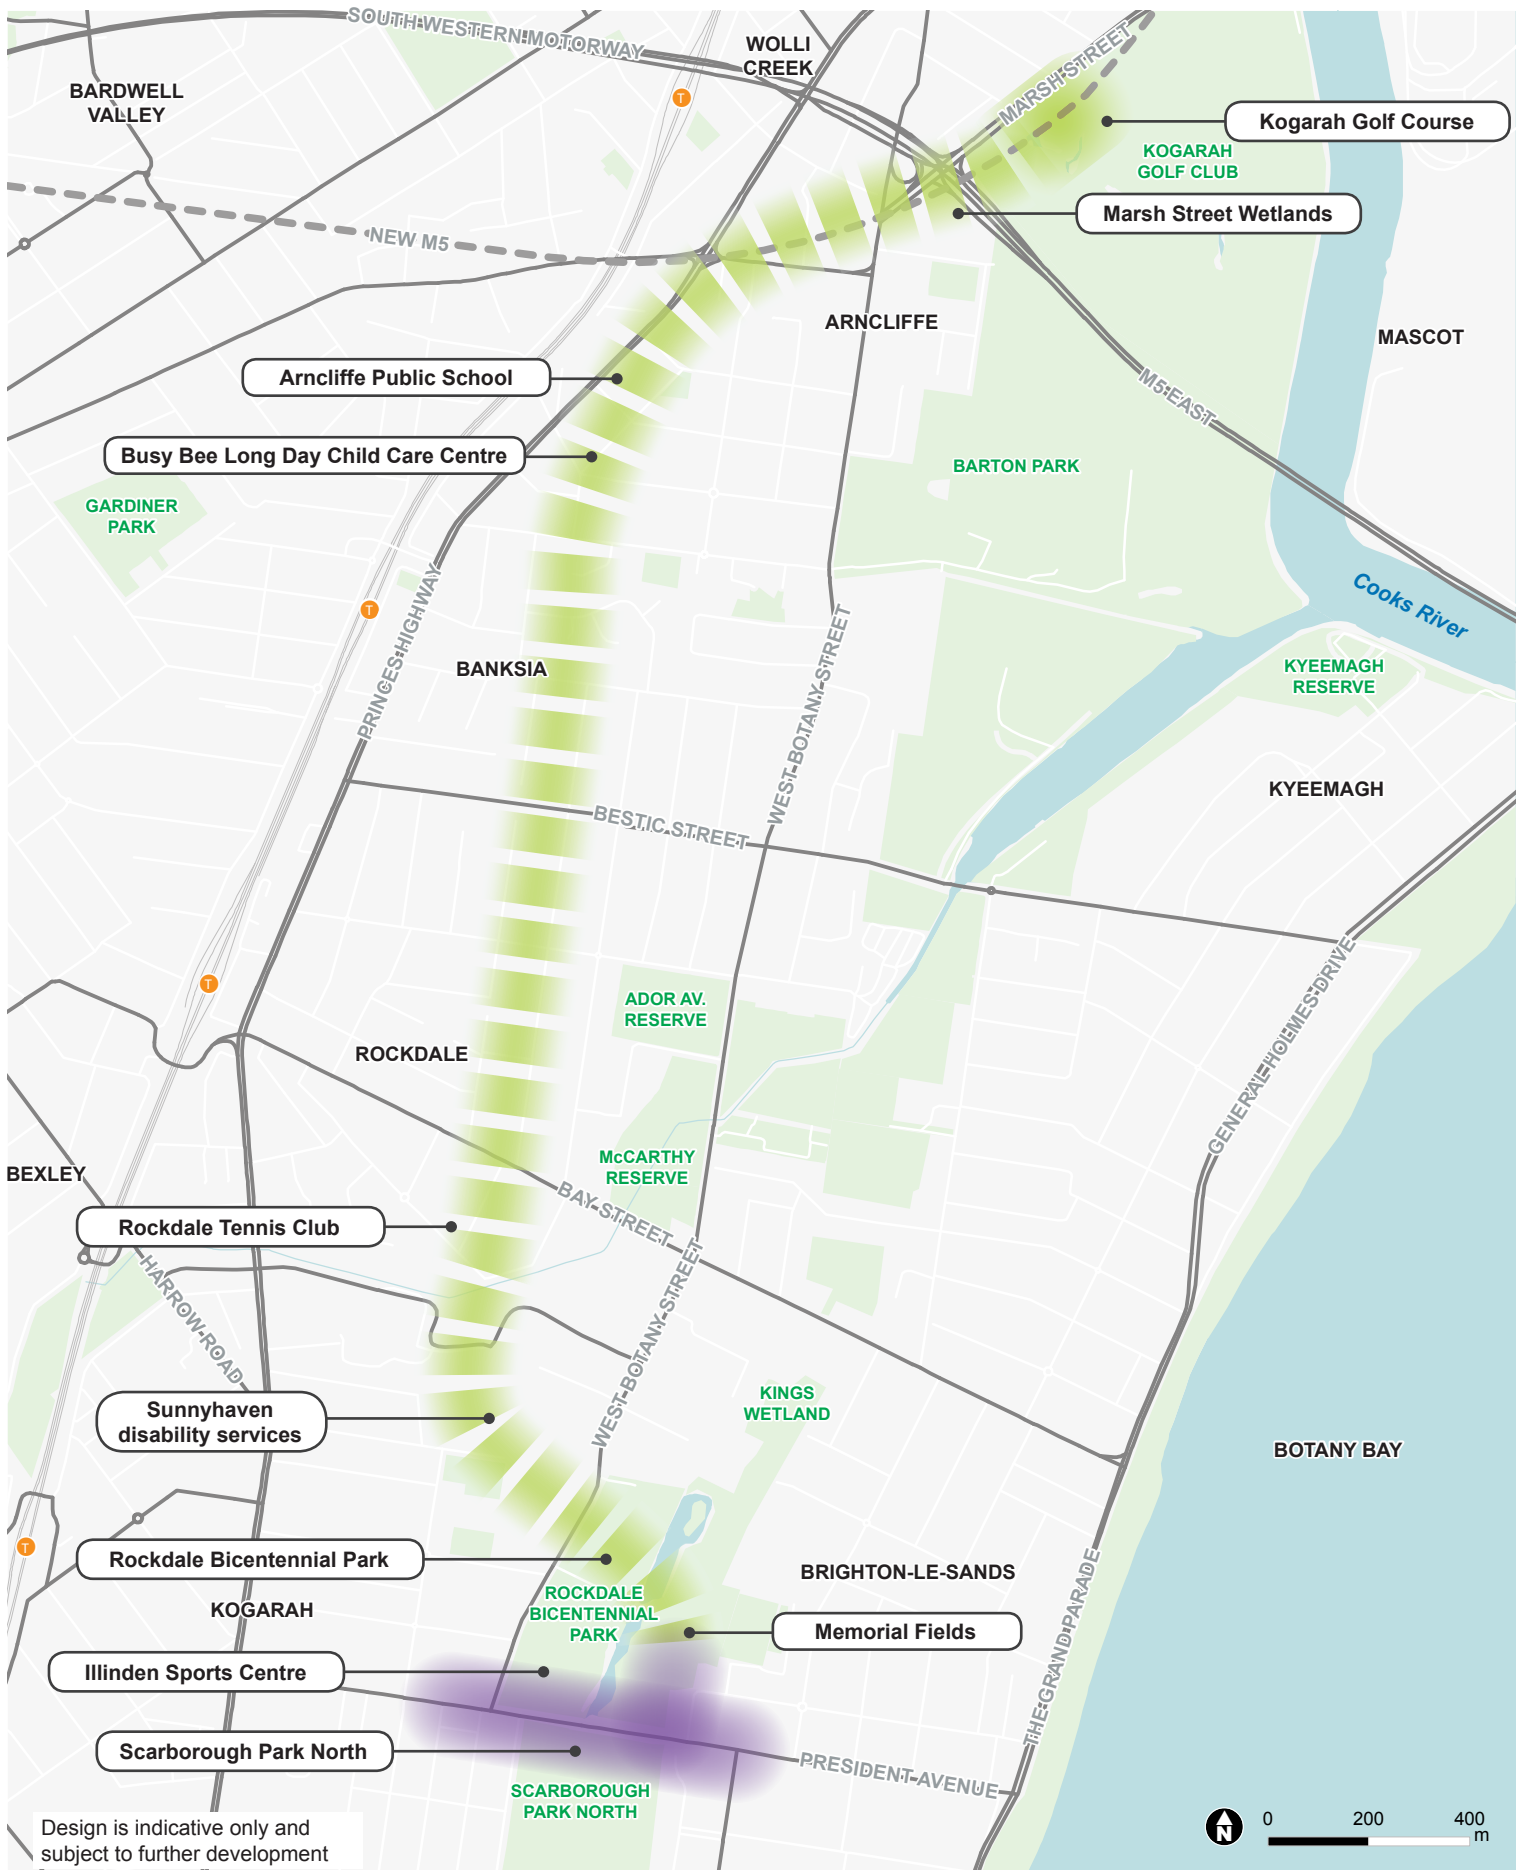 SOUTH WESTERN MOTORWAY
WOLLI
CREEK
MARSH STREET
BARDWELL
VALLEY
T
Kogarah Golf Course
KOGARAH
GOLF CLUB
Marsh Street Wetlands
NEW M5
ARNCLIFFE
MASCOT
Arncliffe Public School
M5 EAST
Busy Bee Long Day Child Care Centre
BARTON PARK
GARDINER
PARK
Cooks River
T
PRINCES HIGHWAY
BANKSIA
WEST BOTANY STREET
KYEEMAGH
RESERVE
KYEEMAGH
BESTIC STREET
T
ADOR AV.
RESERVE
GENERAL HOLMES DRIVE
ROCKDALE
McCARTHY
RESERVE
BEXLEY
BAY STREET
Rockdale Tennis Club
HARROW ROAD
WEST BOTANY STREET
Sunnyhaven
disability services
KINGS
WETLAND
BOTANY BAY
T
Rockdale Bicentennial Park
BRIGHTON-LE-SANDS
ROCKDALE
BICENTENNIAL
PARK
KOGARAH
Memorial Fields
THE GRAND PARADE
Illinden Sports Centre
Scarborough Park North
PRESIDENT AVENUE
SCARBOROUGH
PARK NORTH
Design is indicative only and
subject to further development
N
0 200 400
m